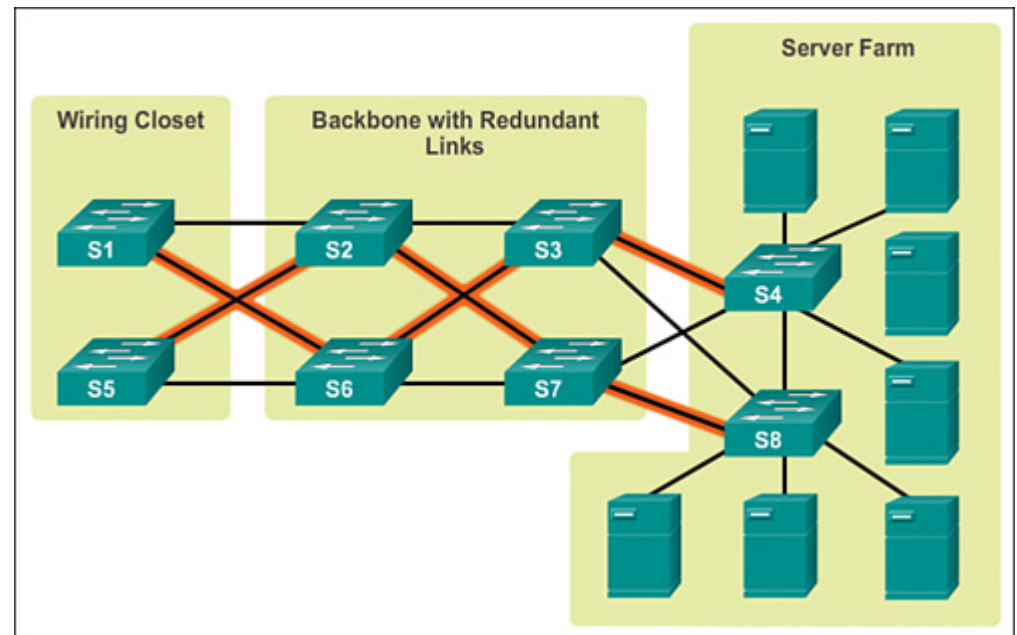 Server Farm
Wiring Closet
Backbone with Redundant
Links
S1
S2
S3
S4
S5
S6
S7
S8